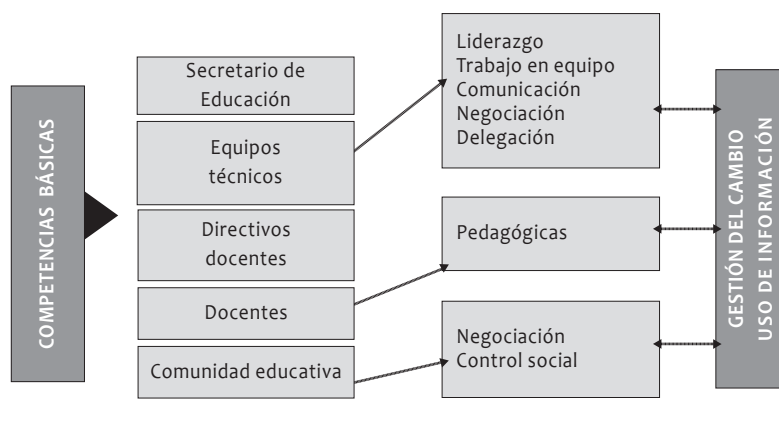 COMPETENCIAS BÁSICAS
Secretario de
Educación
Equipos
técnicos
Directivos
docentes
Docentes
Comunidad educativa
Liderazgo
Trabajo en equipo
Comunicación
Negociación
Delegación
Pedagógicas
Negociación
Control social
GESTIÓN DEL CAMBIO
USO DE INFORMACIÓN